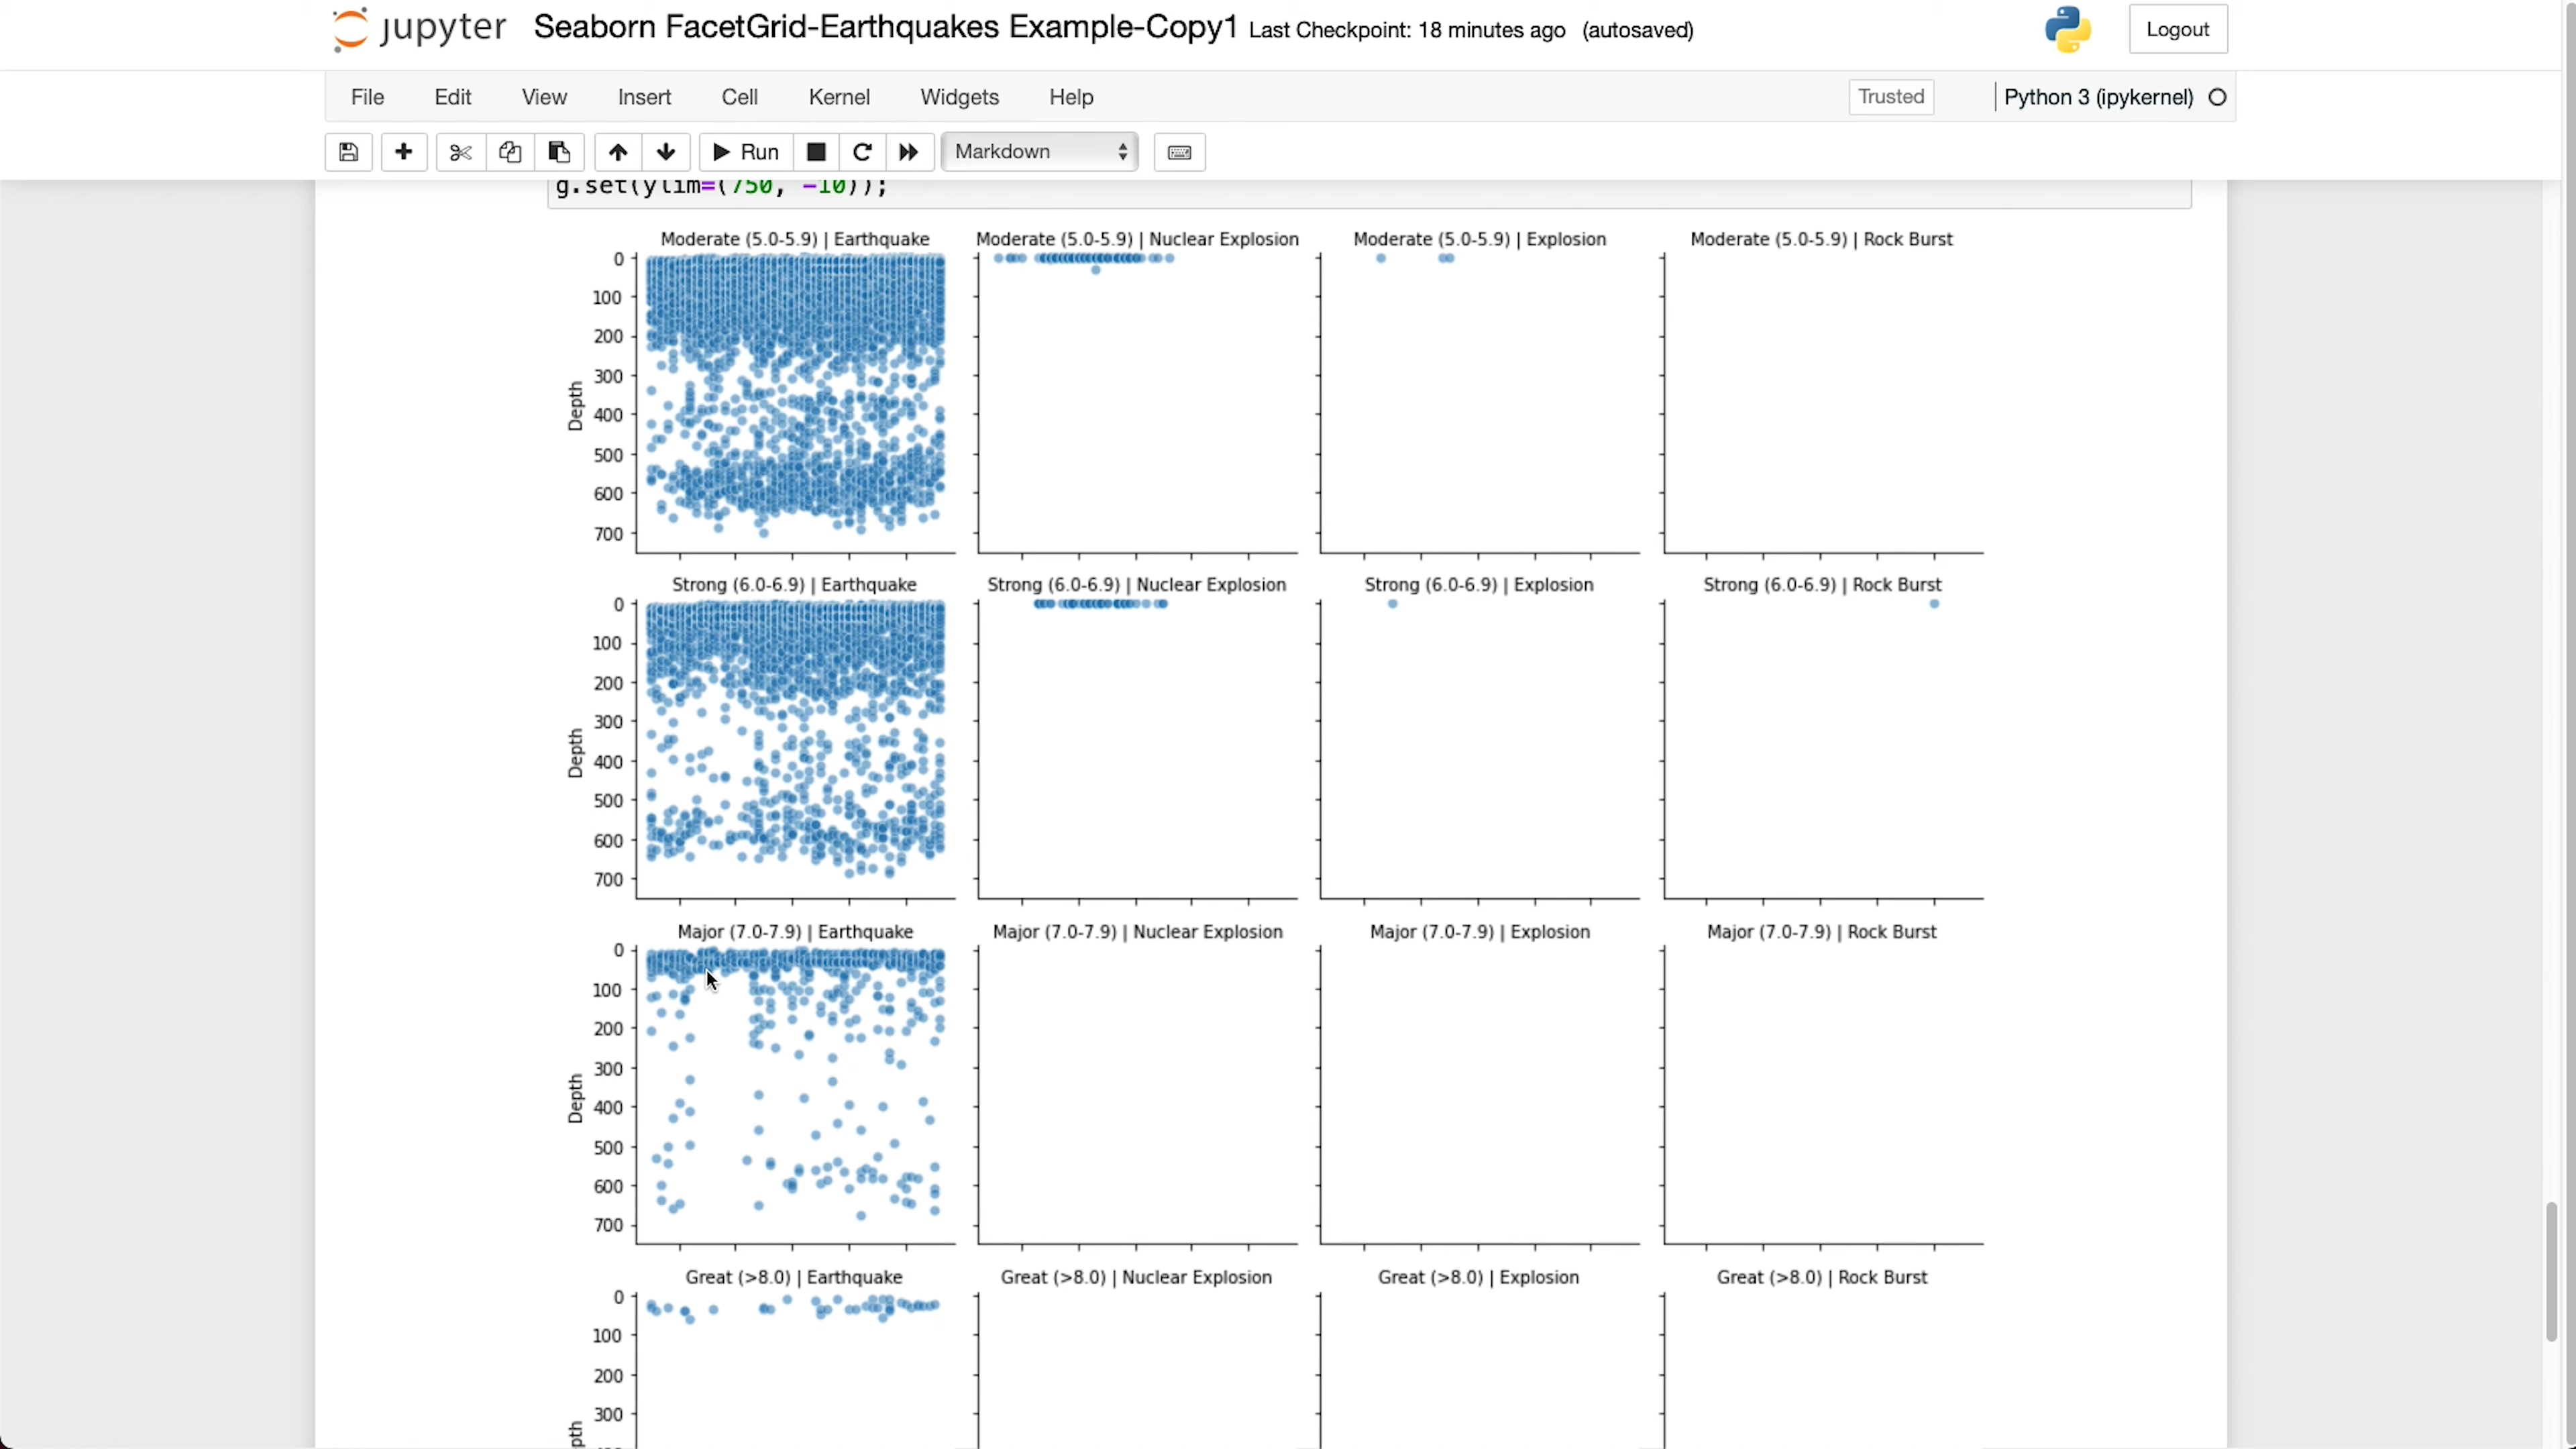 jupyter Seaborn FacetGrid-Earthquakes Example-Copy1 Last Checkpoint: 18 minutes ago (autosaved) Logout
File Edit View Insert Cell Kernel Widgets Help Trusted Python 3 (ipykernel)
Run Markdown
g.set(ylim=(750, -10));
Moderate (5.0-5.9) | Earthquake Moderate (5.0-5.9) | Nuclear Explosion Moderate (5.0-5.9) | Explosion Moderate (5.0-5.9) | Rock Burst
0
100
200
300
Depth
400
500
600
700
Strong (6.0-6.9) | Earthquake Strong (6.0-6.9) | Nuclear Explosion Strong (6.0-6.9) | Explosion Strong (6.0-6.9) | Rock Burst
0
100
200
300
Depth
400
500
600
700
Major (7.0-7.9) | Earthquake Major (7.0-7.9) | Nuclear Explosion Major (7.0-7.9) | Explosion Major (7.0-7.9) | Rock Burst
0
100
200
300
Depth
400
500
600
700
Great (>8.0) | Earthquake Great (>8.0) | Nuclear Explosion Great (>8.0) | Explosion Great (>8.0) | Rock Burst
0
100
200
300
pth